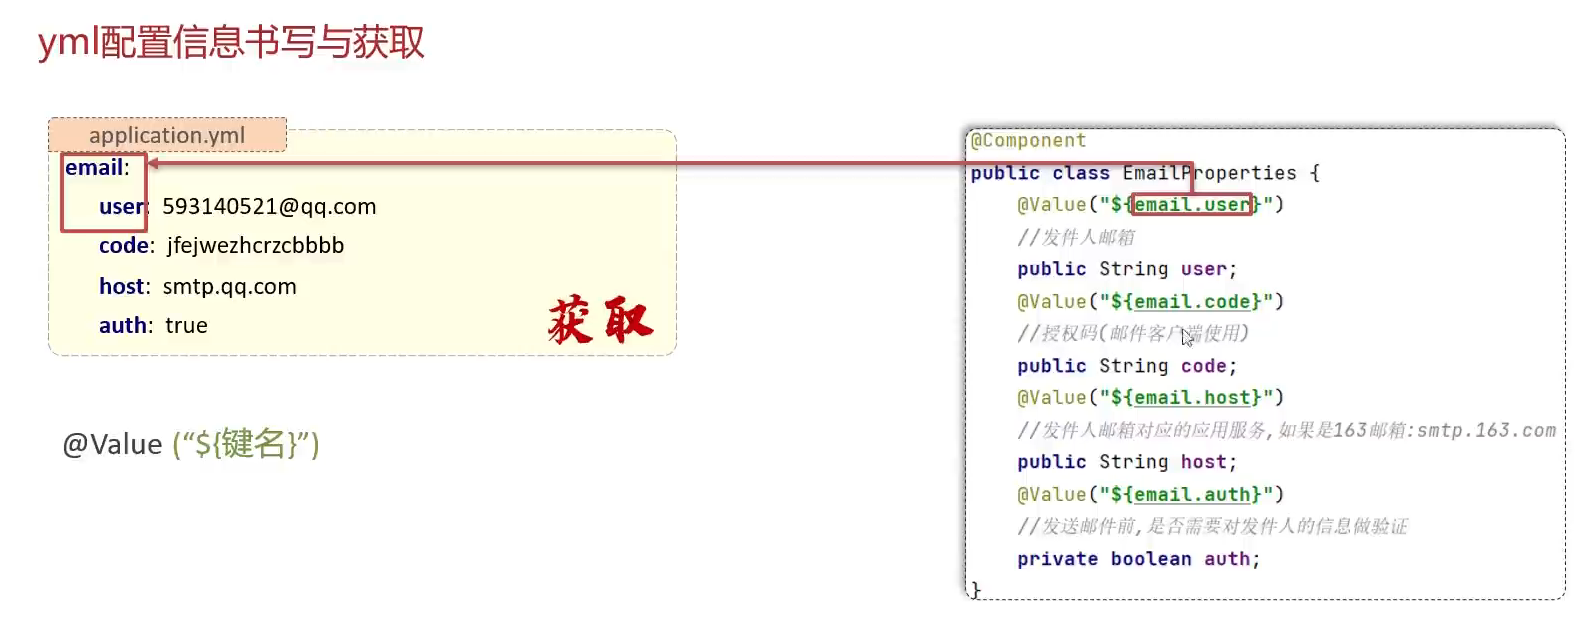 yml配置信息书写与获取
application.yml
email:
user: 593140521@qq.com
code: jfejwezhcrzcbbbb
host: smtp.qq.com
auth: true
获取
@Value (“${键名}”)
@Component
public class EmailProperties {
@Value("${email.user}")
//发件人邮箱
public String user;
@Value("${email.code}")
//授权码(邮件客户端使用)
public String code;
@Value("${email.host}")
//发件人邮箱对应的应用服务,如果是163邮箱:smtp.163.com
public String host;
@Value("${email.auth}")
//发送邮件前,是否需要对发件人的信息做验证
private boolean auth;
}